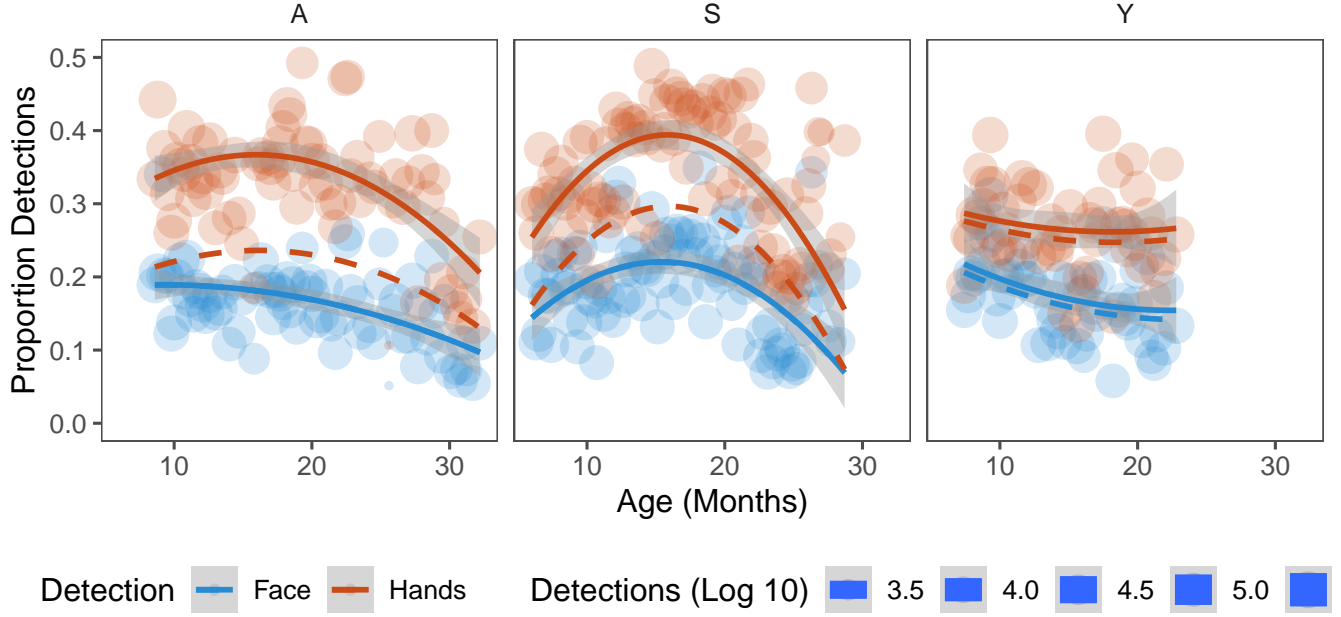 A S Y
Proportion Detections
0.5
0.4
0.3
0.2
0.1
0.0
10 20 30 10 20 30 10 20 30
Age (Months)
Detection Face Hands Detections (Log 10) 3.5 4.0 4.5 5.0